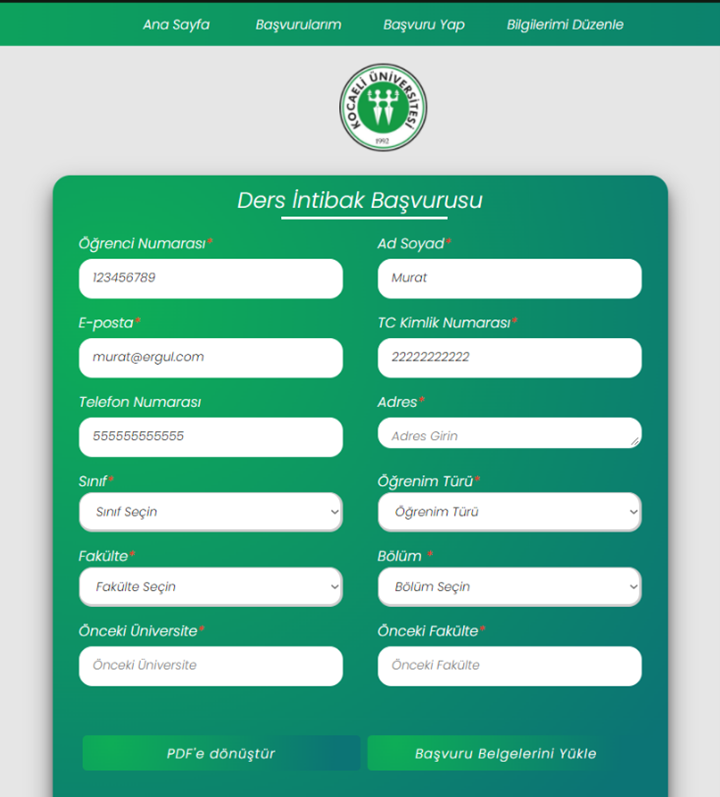 Ana Sayfa Başvurularım Başvuru Yap Bilgilerimi Düzenle
KOCAELİ ÜNİVERSİTESİ
1992
Ders İntibak Başvurusu
Öğrenci Numarası* Ad Soyad*
123456789 Murat
E-posta* TC Kimlik Numarası*
murat@ergul.com 22222222222
Telefon Numarası Adres*
555555555555 Adres Girin
Sınıf* Öğrenim Türü*
Sınıf Seçin Öğrenim Türü
Fakülte* Bölüm *
Fakülte Seçin Bölüm Seçin
Önceki Üniversite* Önceki Fakülte*
Önceki Üniversite Önceki Fakülte
PDF'e dönüştür Başvuru Belgelerini Yükle